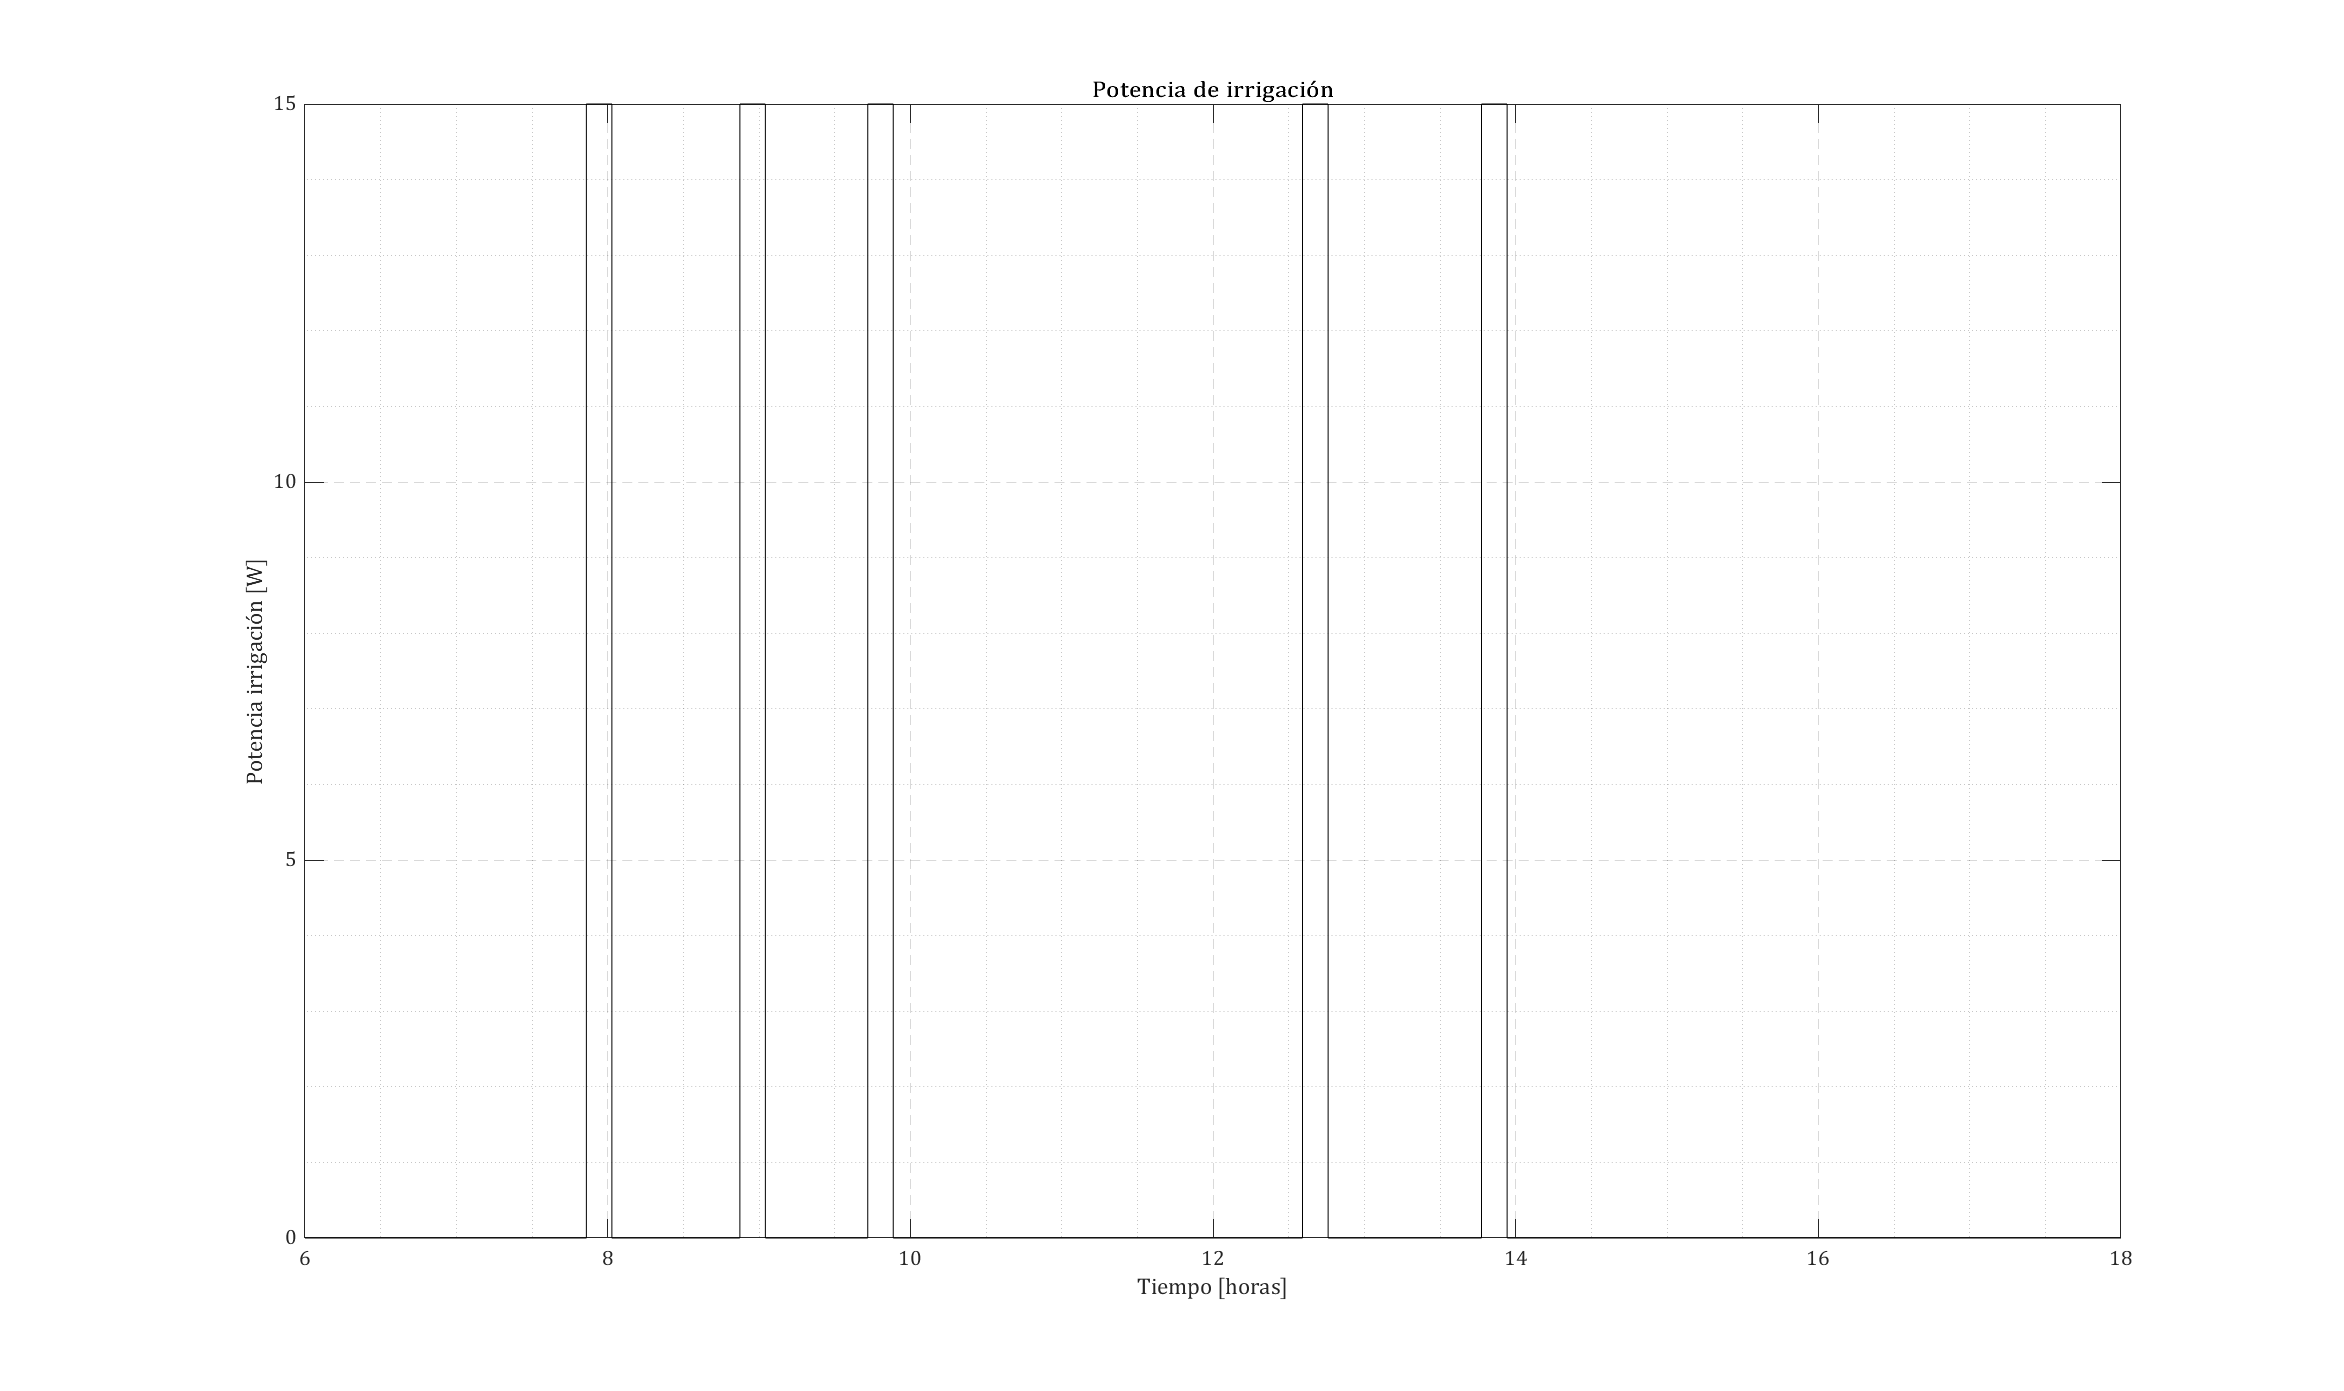 Potencia de irrigación
15
10
5
0
Potencia irrigación [W]
6 8 10 12 14 16 18
Tiempo [horas]